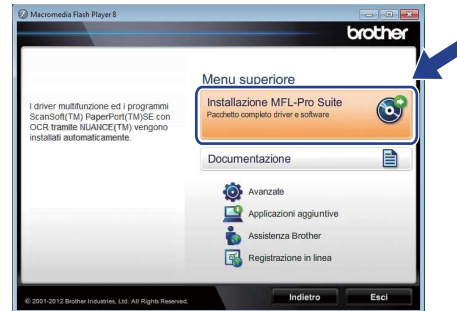 Macromedia Flash Player 8
brother
Menu superiore
I driver multifunzione ed i programmi
ScanSoft(TM) PaperPort(TM)SE con
OCR tramite NUANCE(TM) vengono
installati automaticamente.
Installazione MFL-Pro Suite
Pacchetto completo driver e software
Documentazione
Avanzate
Applicazioni aggiuntive
Assistenza Brother
Registrazione in linea
© 2001-2012 Brother Industries, Ltd. All Rights Reserved.
Indietro
Esci